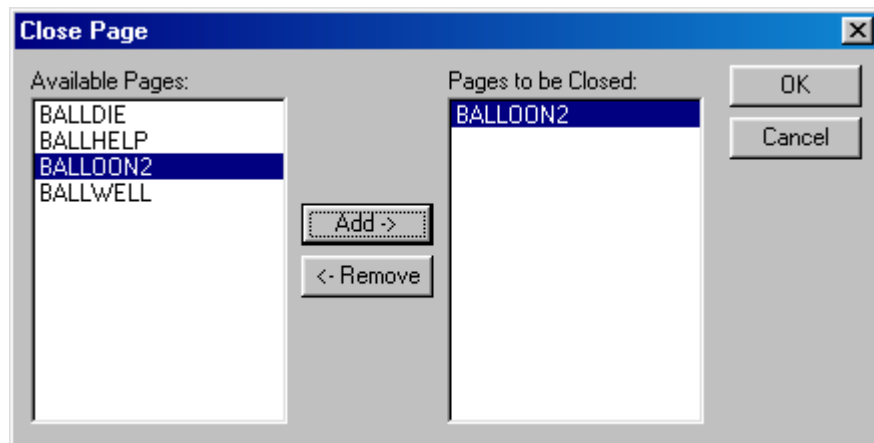 Close Page
Available Pages:
BALLDIE
BALLHELP
BALLOON2
BALLWELL
Add ->
<- Remove
Pages to be Closed:
BALLOON2
OK
Cancel